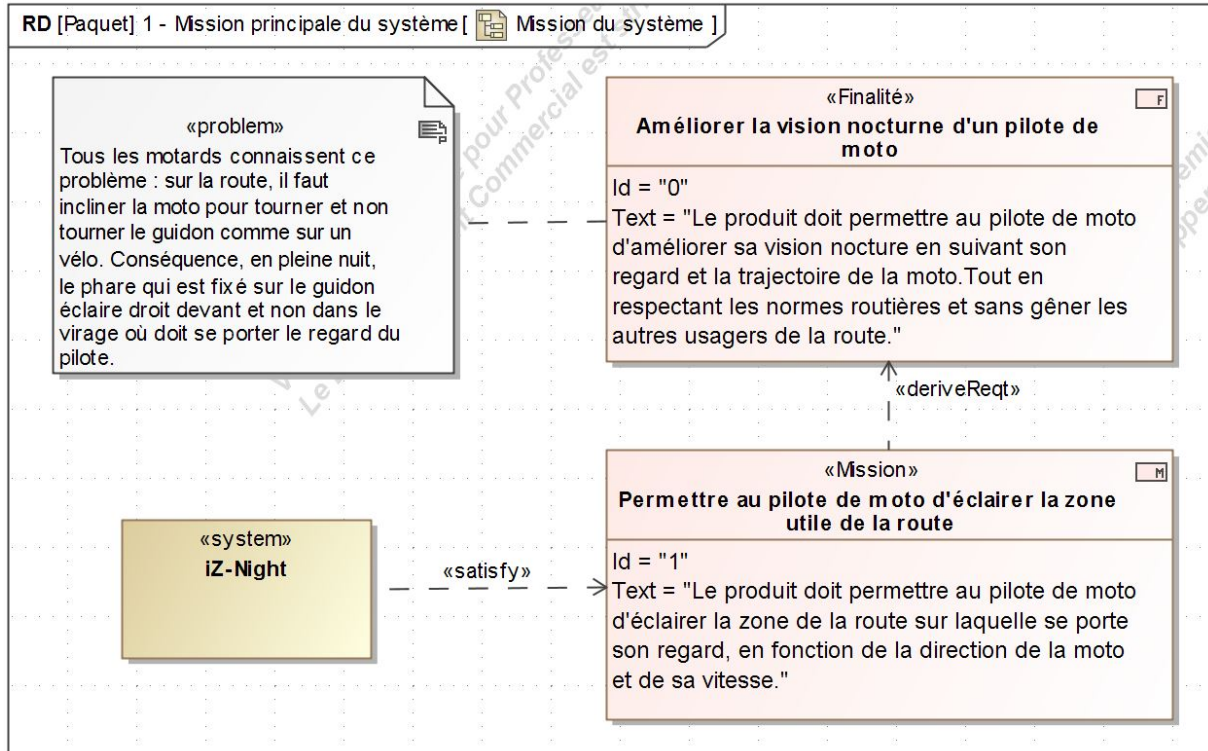 RD [Paquet] 1 - Mission principale du système [ Mission du système ]
«problem»
Tous les motards connaissent ce
problème : sur la route, il faut
incliner la moto pour tourner et non
tourner le guidon comme sur un
vélo. Conséquence, en pleine nuit,
le phare qui est fixé sur le guidon
éclaire droit devant et non dans le
virage où doit se porter le regard du
pilote.
«Finalité»
F
Améliorer la vision nocturne d'un pilote de
moto
Id = "0"
Text = "Le produit doit permettre au pilote de moto
d'améliorer sa vision nocture en suivant son
regard et la trajectoire de la moto.Tout en
respectant les normes routières et sans gêner les
autres usagers de la route."
«deriveReqt»
«Mission»
M
Permettre au pilote de moto d'éclairer la zone
utile de la route
Id = "1"
Text = "Le produit doit permettre au pilote de moto
d'éclairer la zone de la route sur laquelle se porte
son regard, en fonction de la direction de la moto
et de sa vitesse."
«system»
iZ-Night
«satisfy»